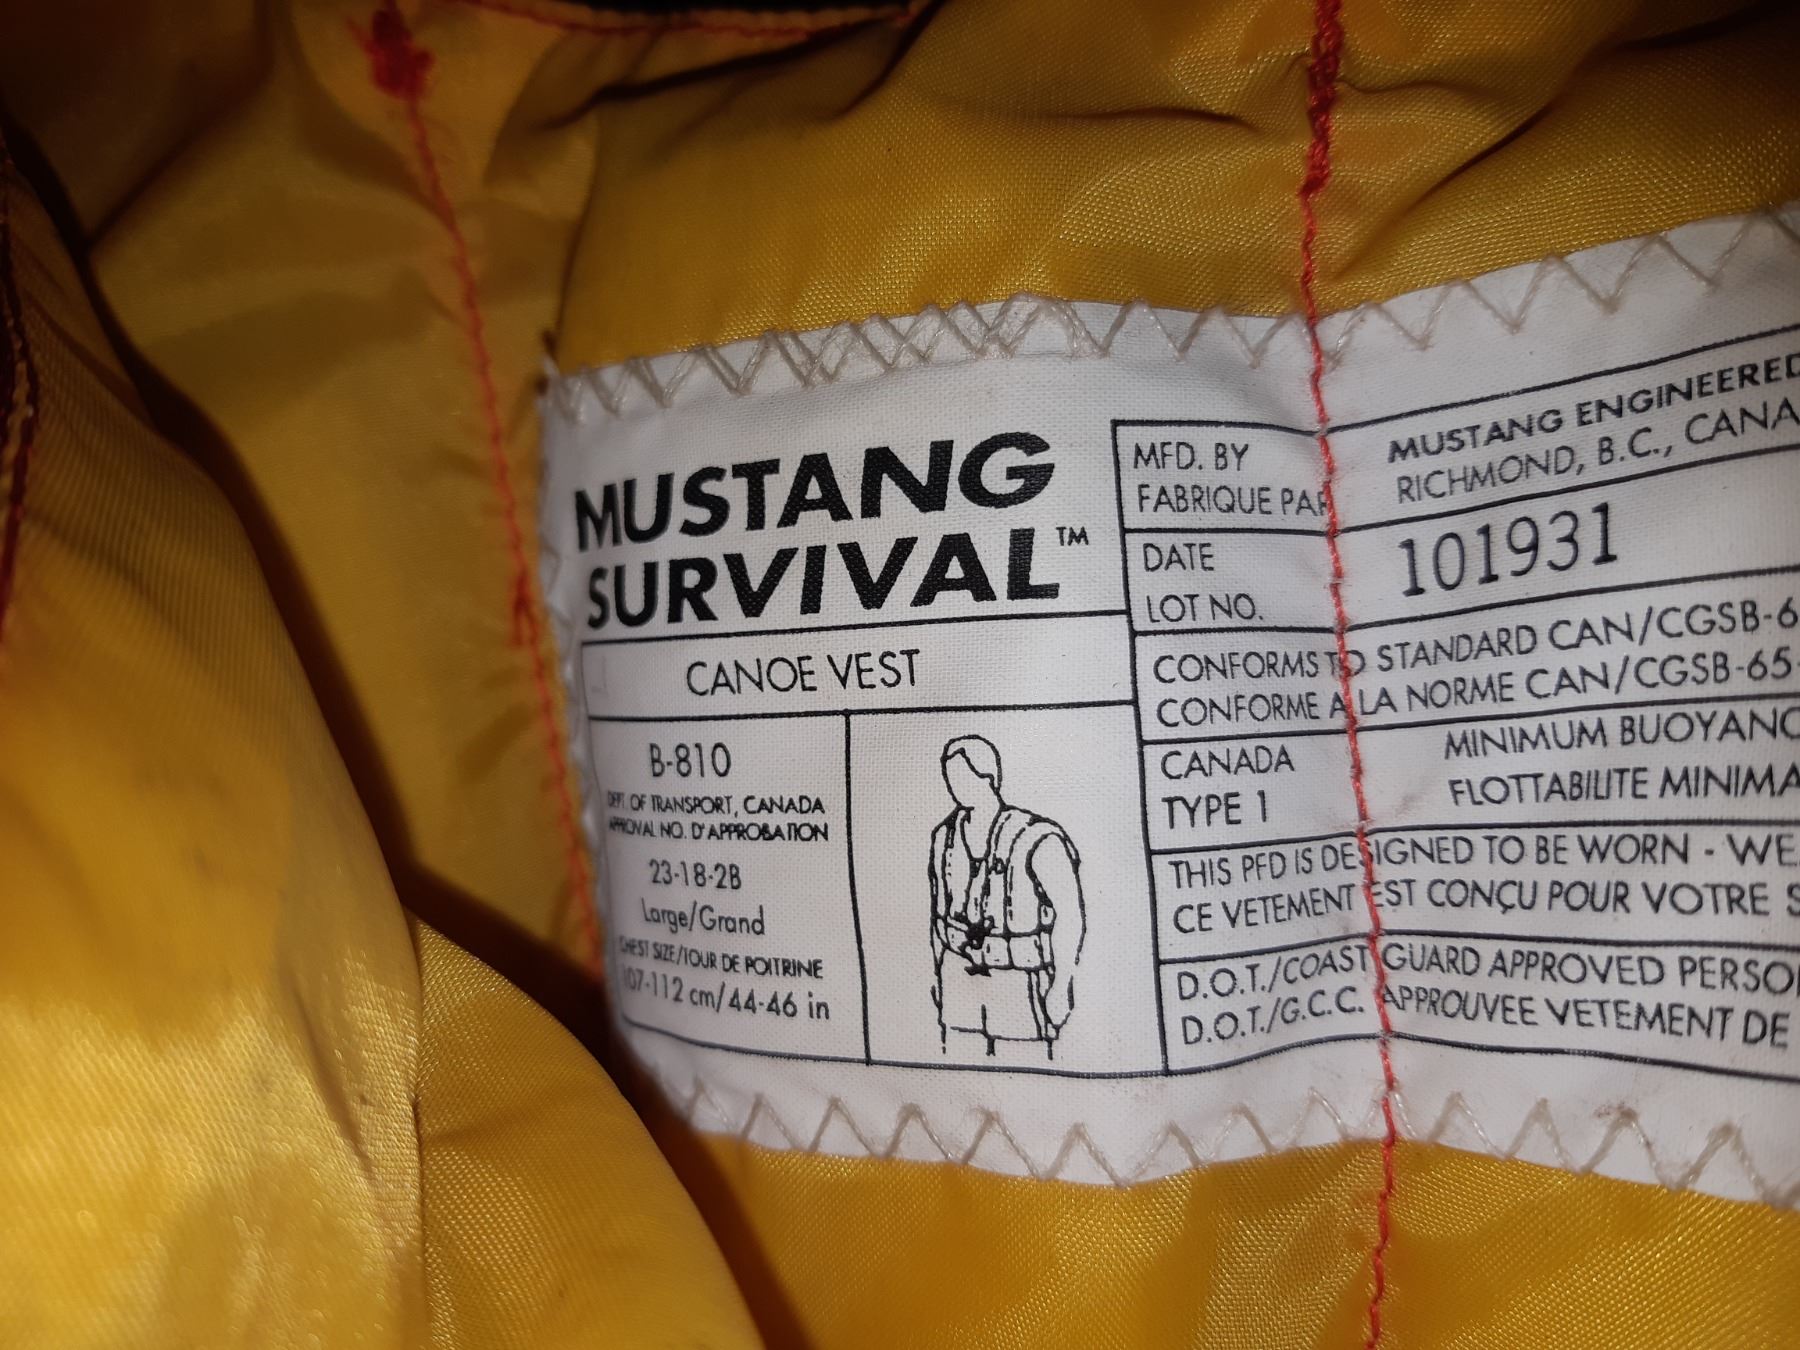 MUSTANG
SURVIVAL™
CANOE VEST
B-810
DEPT. OF TRANSPORT, CANADA
APPROVAL NO. D'APPROBATION
23-18-2B
Large/Grand
CHEST SIZE/TOUR DE POITRINE
107-112 cm/44-46 in
MFD. BY
FABRIQUE PAR
MUSTANG ENGINEERED
RICHMOND, B.C., CANA
DATE
LOT NO.
101931
CONFORMS TO STANDARD CAN/CGSB-6
CONFORME A LA NORME CAN/CGSB-65-
CANADA
TYPE 1
MINIMUM BUOYANC
FLOTTABILITE MINIMA
THIS PFD IS DESIGNED TO BE WORN - WE
CE VETEMENT EST CONÇU POUR VOTRE S
D.O.T./COAST GUARD APPROVED PERSO
D.O.T./G.C.C. APPROUVEE VETEMENT DE